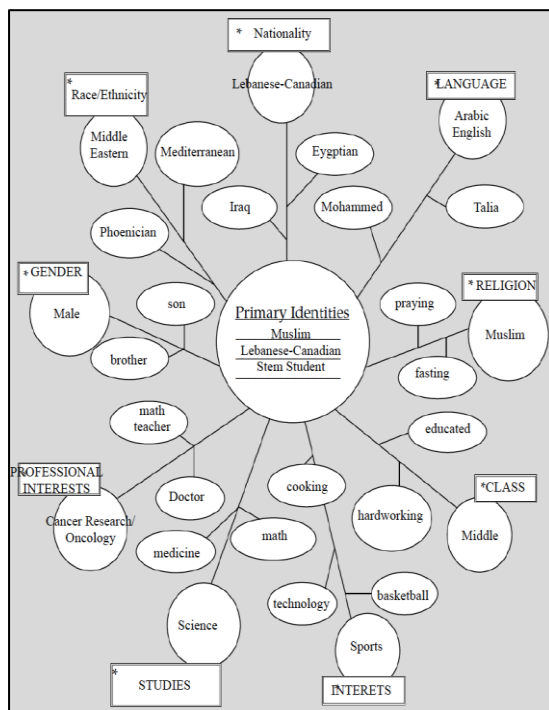 * Nationality
Lebanese-Canadian
*
Race/Ethnicity
Middle
Eastern
Mediterranean
Phoenician
Iraq
Eygptian
*LANGUAGE
Arabic
English
Mohammed
Talia
* GENDER
Male
son
brother
Primary Identities
Muslim
Lebanese-Canadian
Stem Student
* RELIGION
Muslim
praying
fasting
math
teacher
Doctor
*
PROFESSIONAL
INTERESTS
Cancer Research/
Oncology
educated
hardworking
*CLASS
Middle
medicine
math
Science
*
STUDIES
cooking
technology
basketball
Sports
*
INTERETS